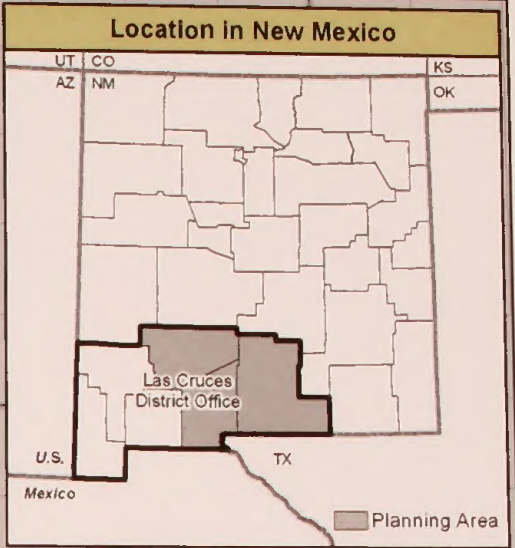 Location in New Mexico
UT CO
KS
AZ NM
OK
Las Cruces
District Office
U.S.
TX
Mexico
Planning Area